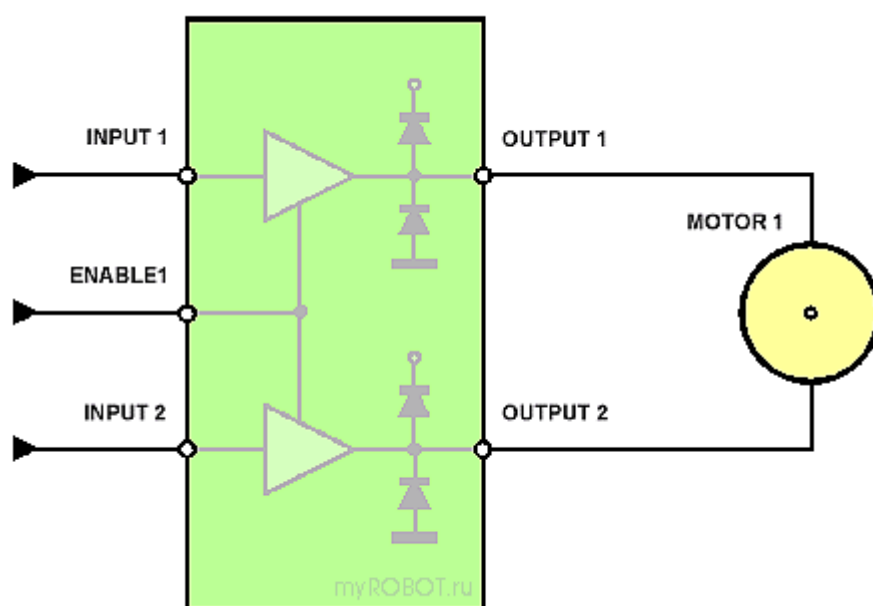 INPUT 1
OUTPUT 1
MOTOR 1
ENABLE1
INPUT 2
OUTPUT 2
myROBOT.ru